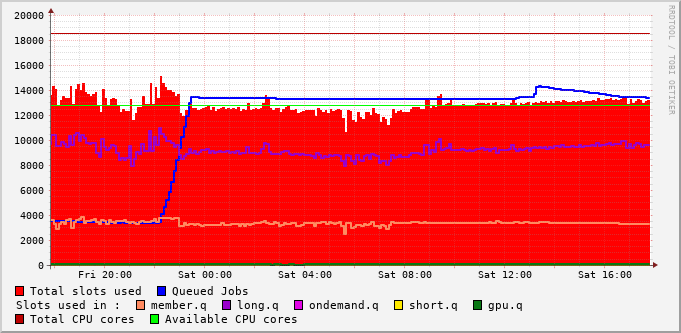 20000
18000
16000
14000
12000
10000
8000
6000
4000
2000
0
Fri 20:00 Sat 00:00 Sat 04:00 Sat 08:00 Sat 12:00 Sat 16:00
RRDTOOL / TOBI OETIKER
Total slots used Queued Jobs
Slots used in : member.q long.q ondemand.q short.q gpu.q
Total CPU cores Available CPU cores